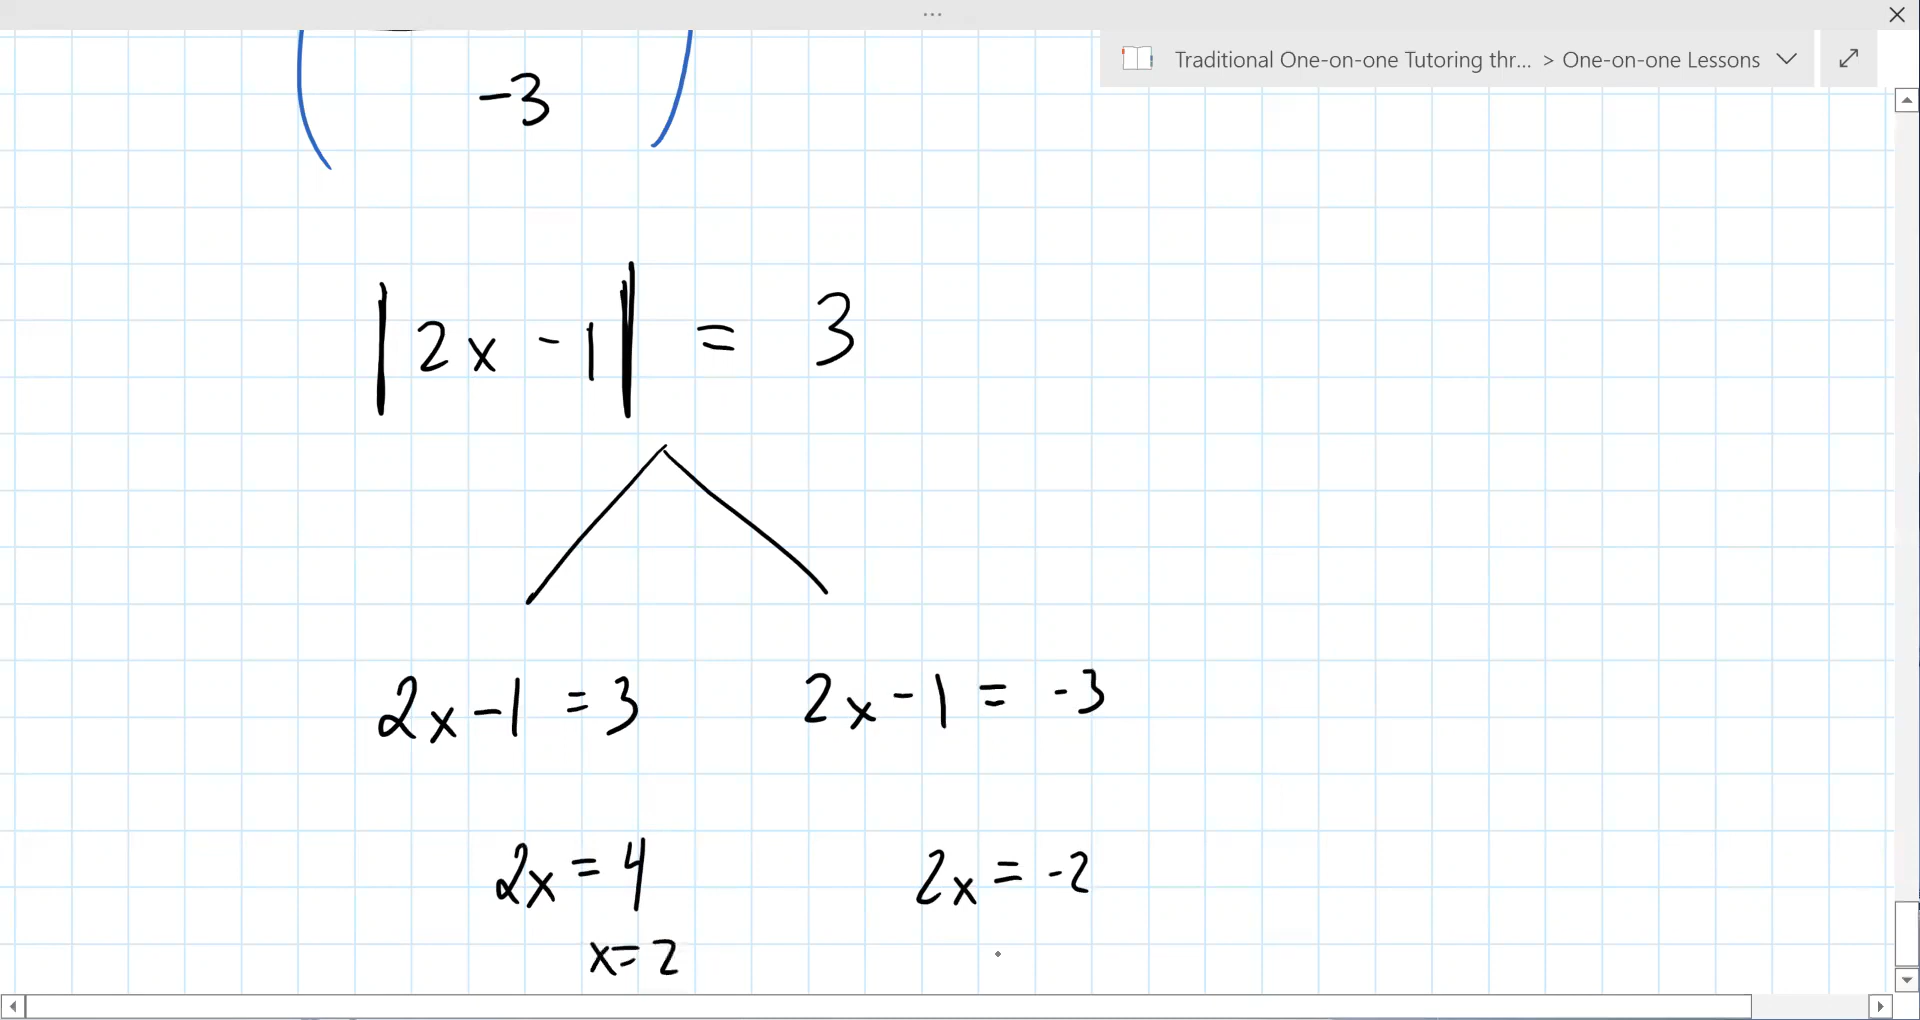 ...
Traditional One-on-one Tutoring thr... > One-on-one Lessons
-3
|2x - 1| = 3
2x - 1 = 3 2x - 1 = -3
2x = 4 2x = -2
x = 2